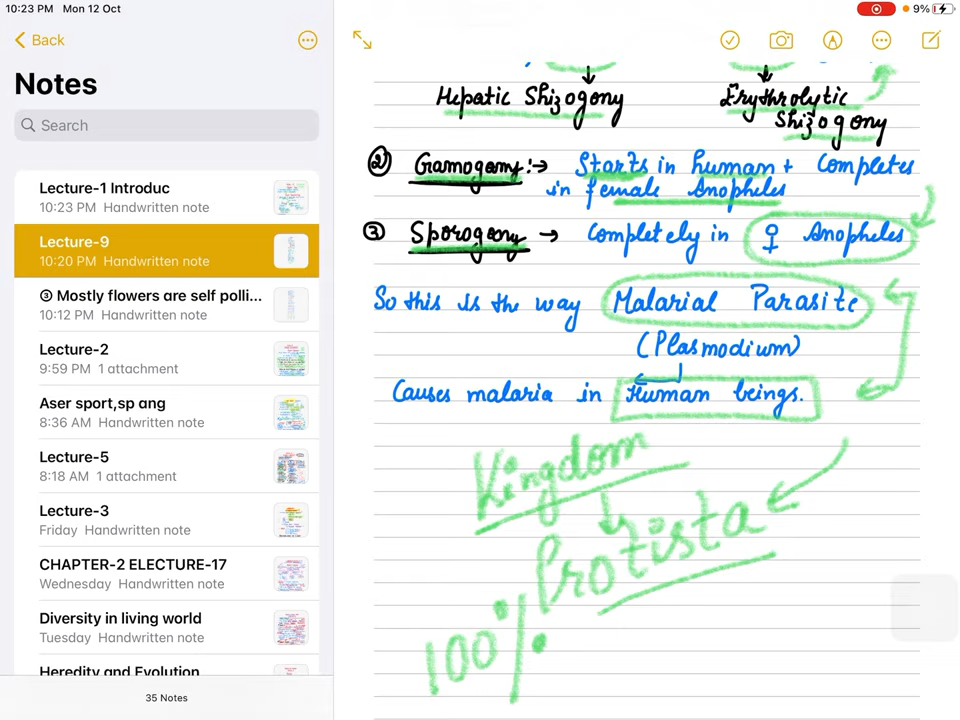 10:23 PM Mon 12 Oct
9%
Back
Notes
Search
Lecture-1 Introduc
10:23 PM Handwritten note
Lecture-9
10:20 PM Handwritten note
③ Mostly flowers are self polli...
10:12 PM Handwritten note
Lecture-2
9:59 PM 1 attachment
Aser sport,sp ang
8:36 AM Handwritten note
Lecture-5
8:18 AM 1 attachment
Lecture-3
Friday Handwritten note
CHAPTER-2 ELECTURE-17
Wednesday Handwritten note
Diversity in living world
Tuesday Handwritten note
Heredity and Evolution
35 Notes
Hepatic Shizogony
Erythrolytic
Shizogony
② Gamogamy :→ Starts in human + Completes
in female Anopheles
③ Sporogony → Completely in ♀ Anopheles
So this is the way Malarial Parasite
(Plasmodium)
Causes malaria in Human beings.
Kingdom
↓
Protista
100%